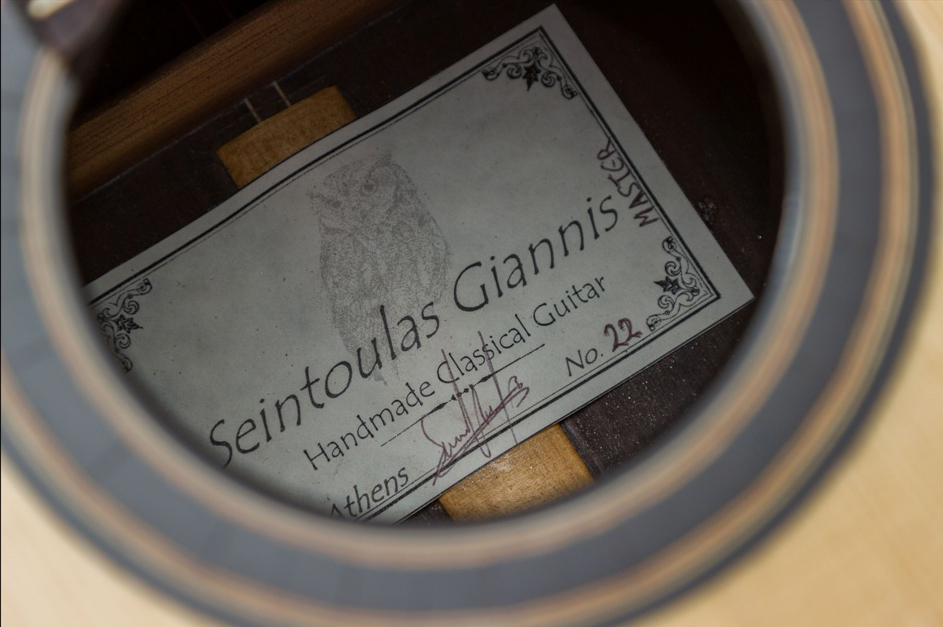 Seintoulas Giannis
MASTER
Handmade Classical Guitar
Athens
No. 22